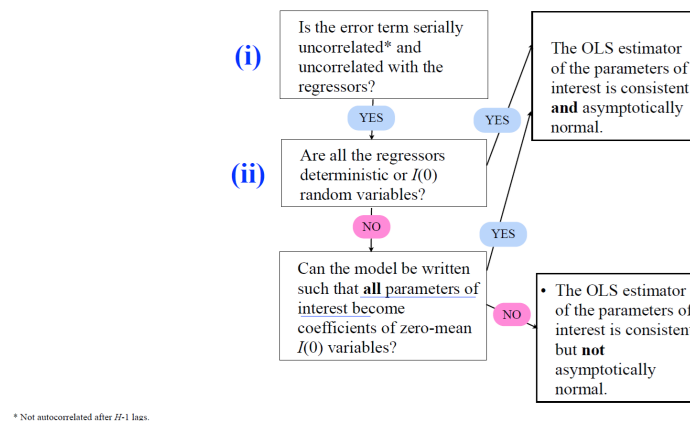 (i)
Is the error term serially
uncorrelated* and
uncorrelated with the
regressors?
YES
(ii)
Are all the regressors
deterministic or I(0)
random variables?
YES
The OLS estimator
of the parameters of
interest is consistent
and asymptotically
normal.
NO
Can the model be written
such that all parameters of
interest become
coefficients of zero-mean
I(0) variables?
YES
NO
• The OLS estimator
of the parameters of
interest is consistent
but not
asymptotically
normal.
* Not autocorrelated after H-1 lags.